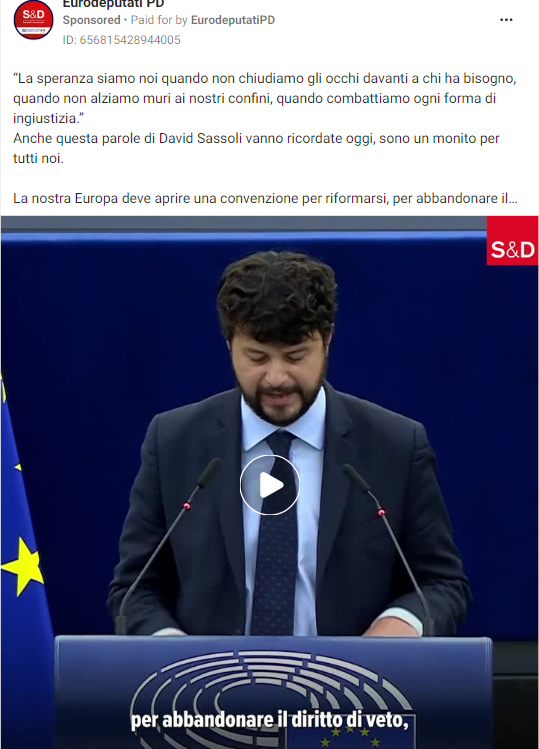 Eurodeputati PD
S&D
Sponsored • Paid for by EurodeputatiPD
ID: 656815428944005
“La speranza siamo noi quando non chiudiamo gli occhi davanti a chi ha bisogno,
quando non alziamo muri ai nostri confini, quando combattiamo ogni forma di
ingiustizia.”
Anche questa parole di David Sassoli vanno ricordate oggi, sono un monito per
tutti noi.
La nostra Europa deve aprire una convenzione per riformarsi, per abbandonare il...
S&D
per abbandonare il diritto di veto,